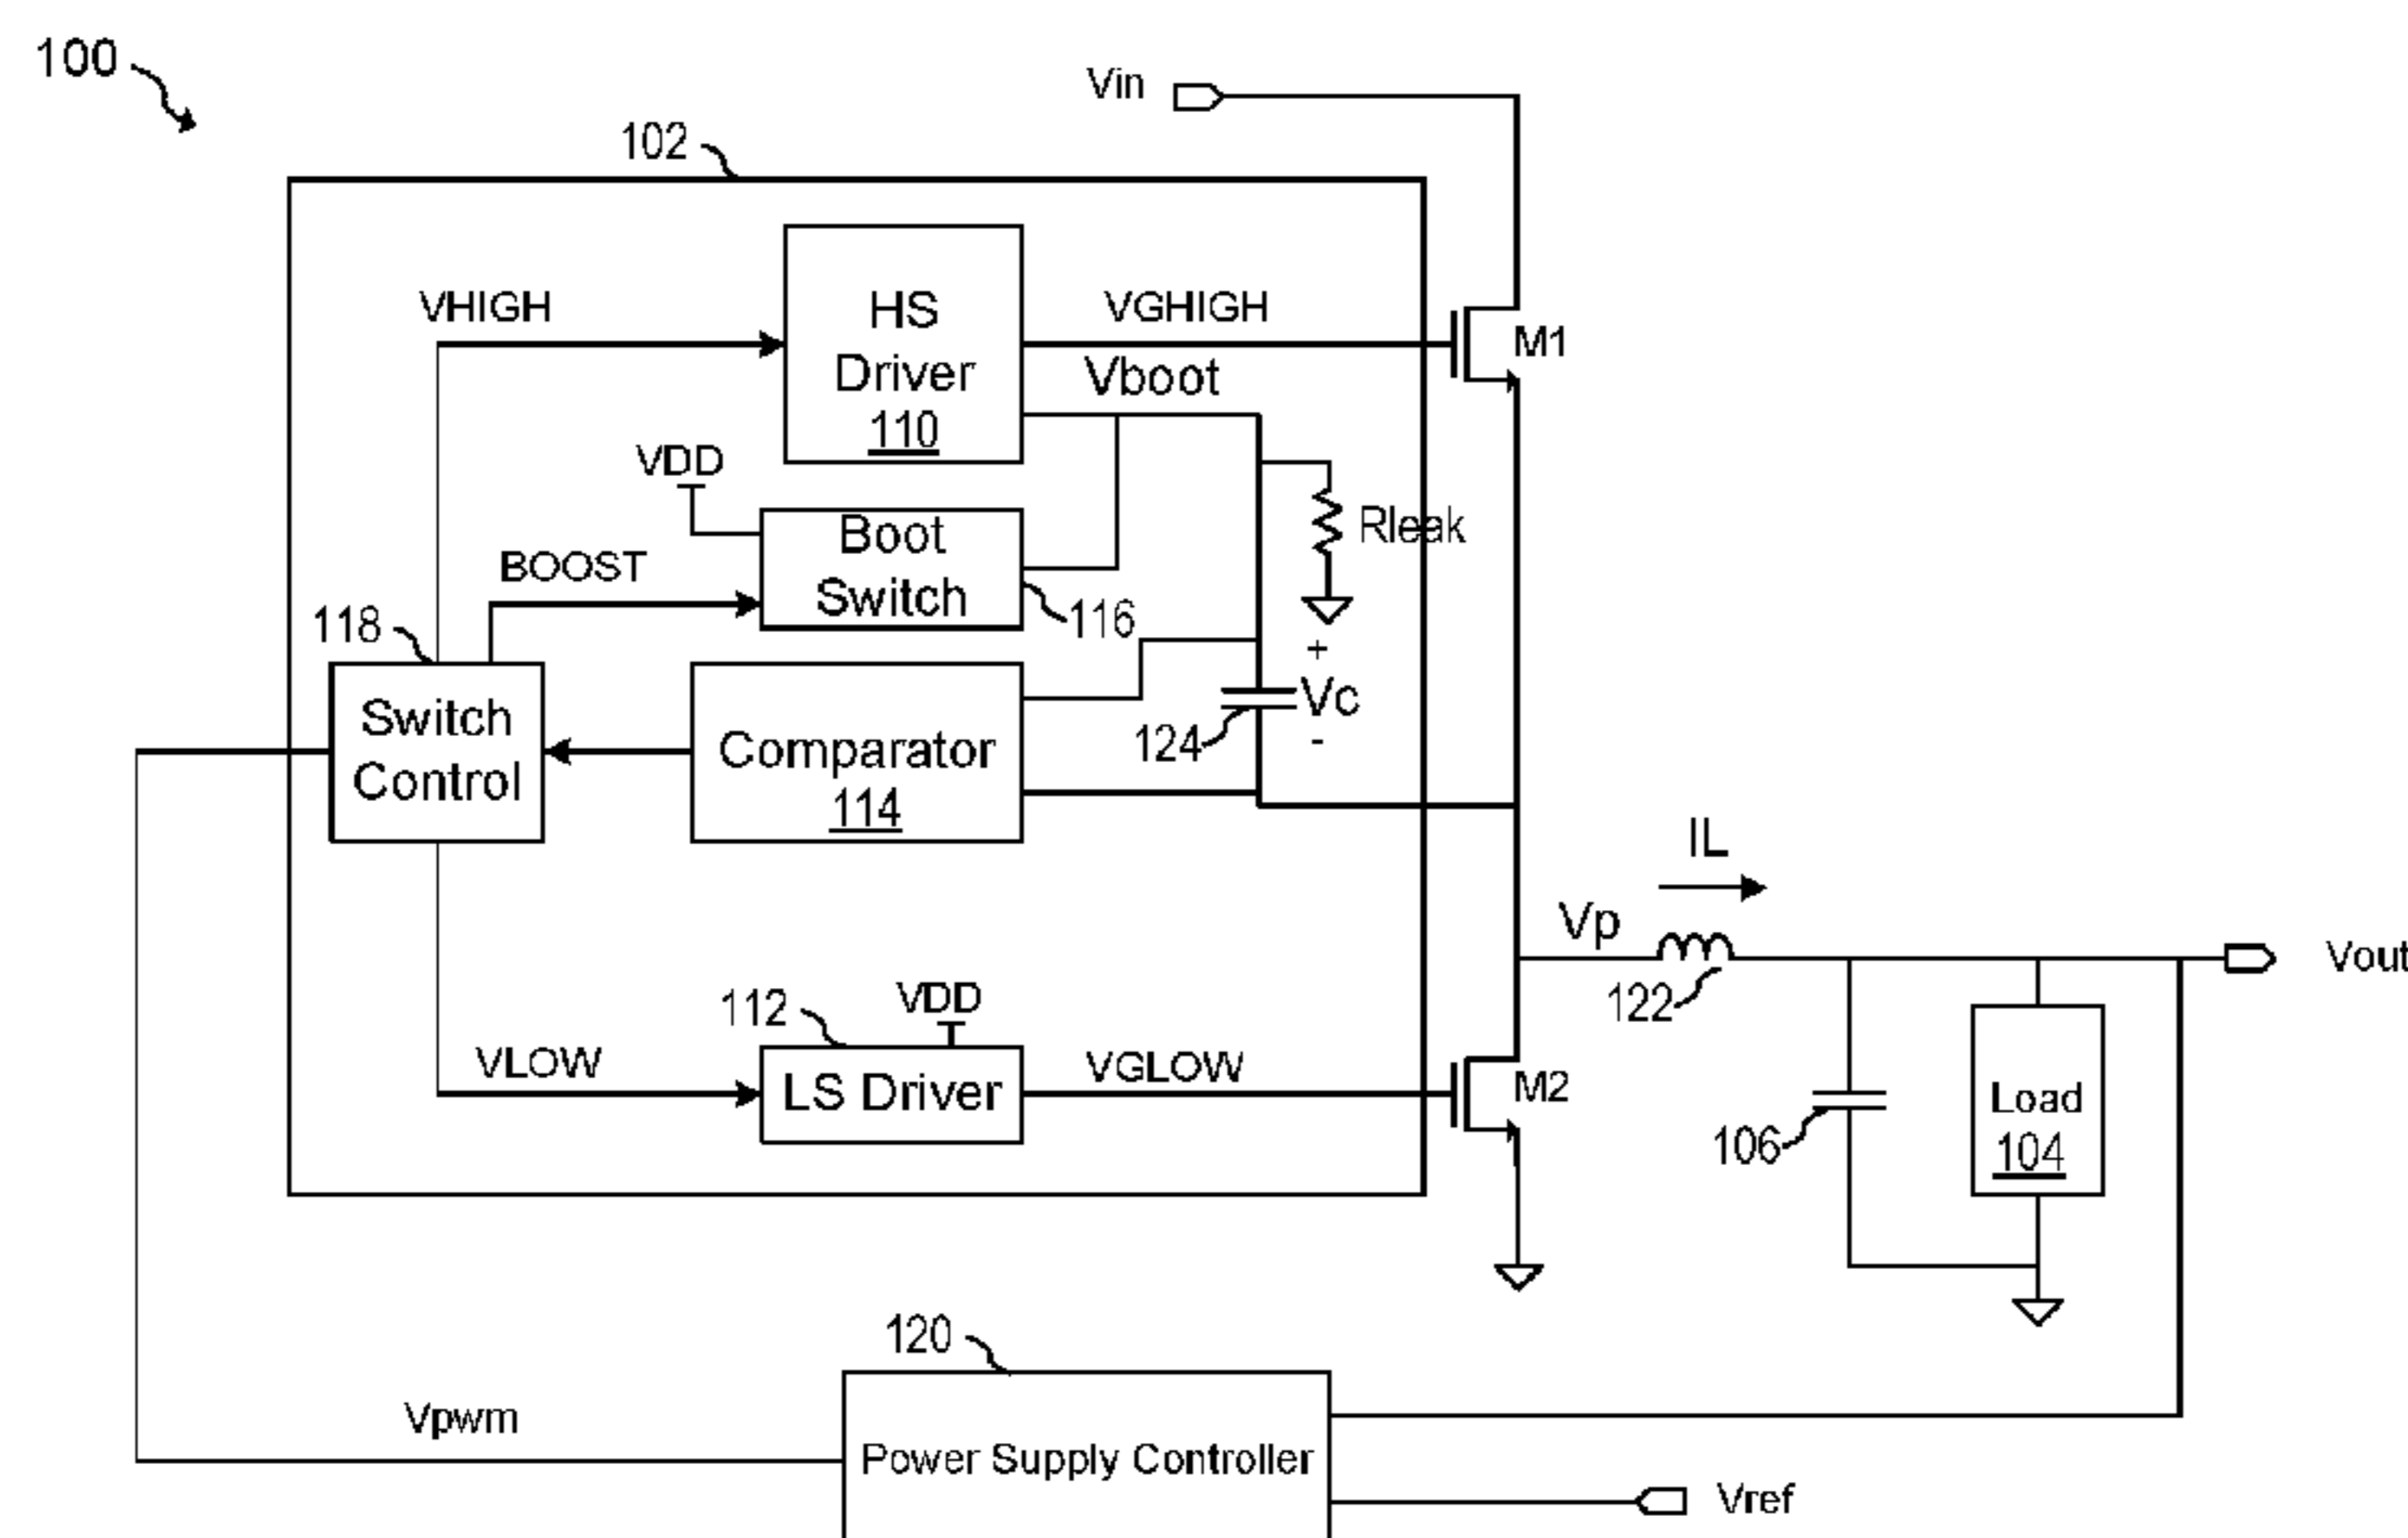 100
Vin
102
HS
Driver
110
VHIGH
VGHIGH
M1
Vboot
VDD
Boot
Switch
Rleak
BOOST
116
118
+
Vc
-
124
Switch
Control
Comparator
114
IL
Vp
Vout
122
112
VDD
VLOW
LS Driver
VGLOW
M2
Load
104
106
120
Vpwm
Power Supply Controller
Vref